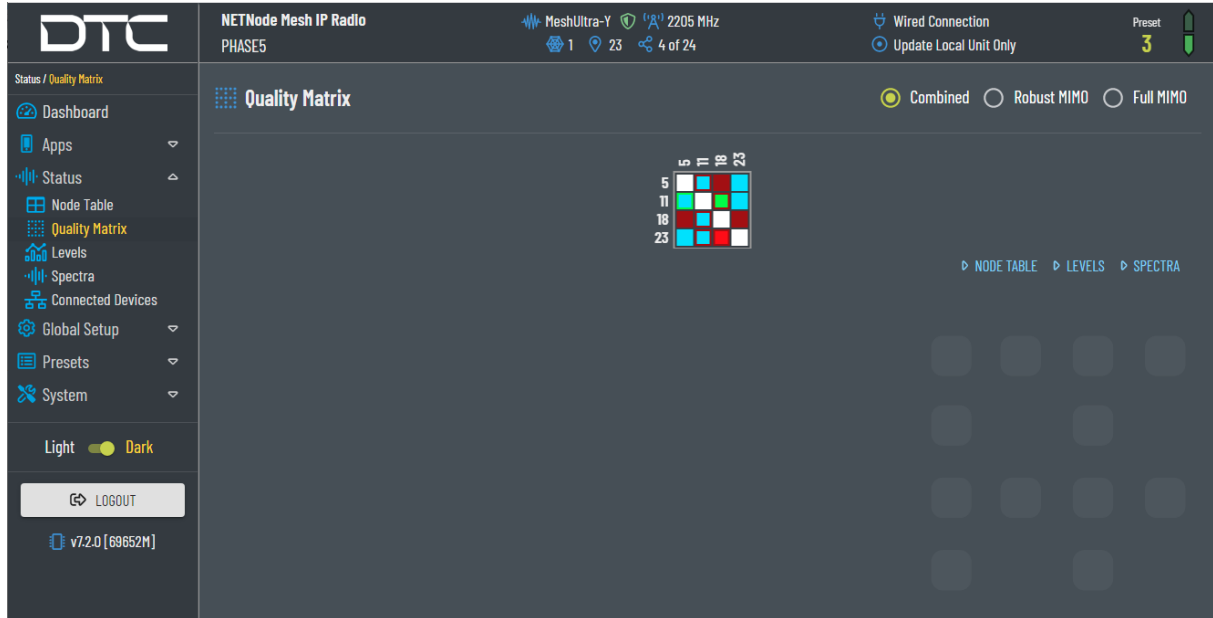 DTC
NETNode Mesh IP Radio
PHASE5
MeshUltra-Y 2205 MHz
1 23 4 of 24
Wired Connection
Update Local Unit Only
Preset
3
Status / Quality Matrix
Dashboard
Apps
Status
Node Table
Quality Matrix
Levels
Spectra
Connected Devices
Global Setup
Presets
System
Light Dark
LOGOUT
v7.2.0 [69652M]
Quality Matrix
Combined Robust MIMO Full MIMO
5 11 18 23
5
11
18
23
NODE TABLE LEVELS SPECTRA